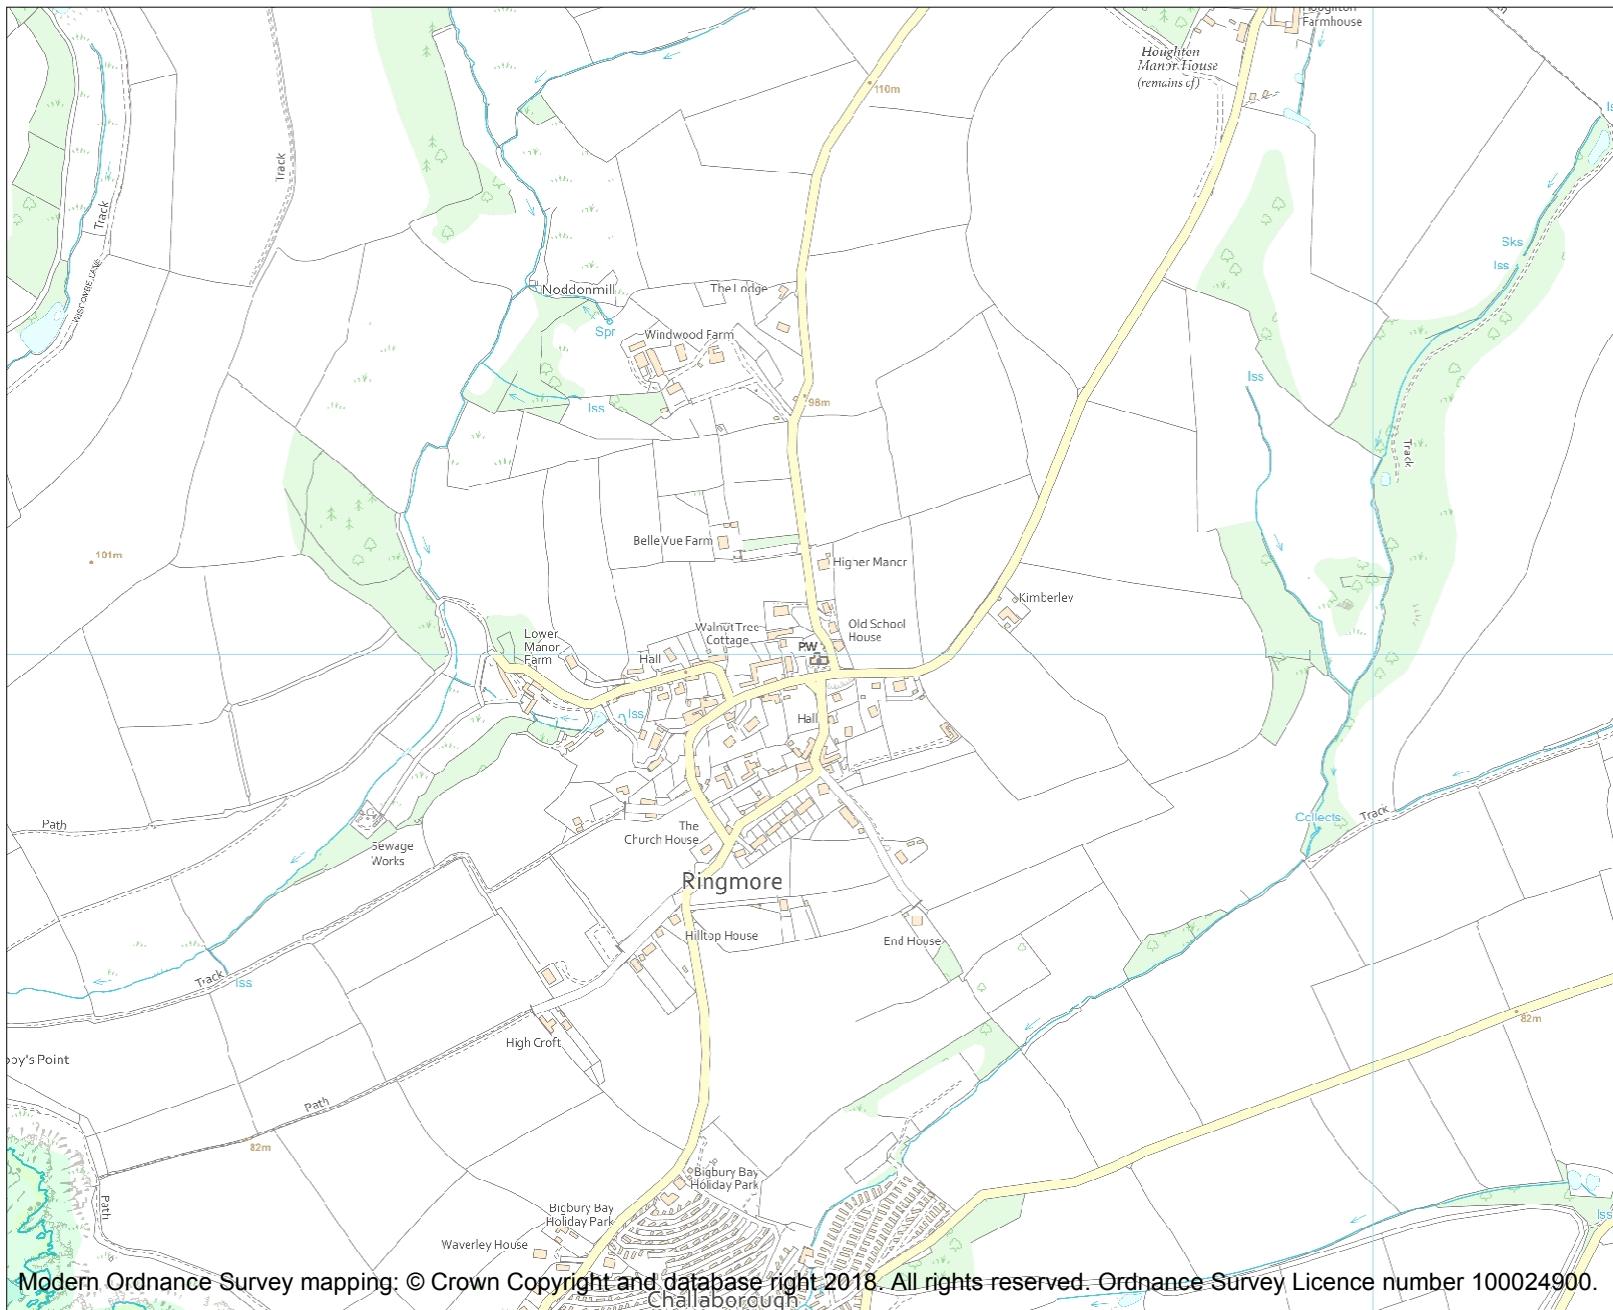 Farmhouse
Houghton
Manor House
(remains of)
110m
Track
Track
WISCOMBE LANE
Sks
Iss
Noddonmill
The Lodge
Spr
Windwood Farm
Iss
Iss
98m
Track
101m
Belle Vue Farm
Higher Manor
Kimberley
Lower
Manor
Farm
Walnut Tree
Cottage
Old School
House
PW
Hall
Iss
Hall
Path
The
Church House
Collects
Track
Sewage
Works
Ringmore
Hilltop House
End House
Track
Iss
82m
High Croft
Path
82m
Path
Bigbury Bay
Holiday Park
Bigbury Bay
Holiday Park
Waverley House
Iss
Modern Ordnance Survey mapping: © Crown Copyright and database right 2018. All rights reserved. Ordnance Survey Licence number 100024900.
Challaborough